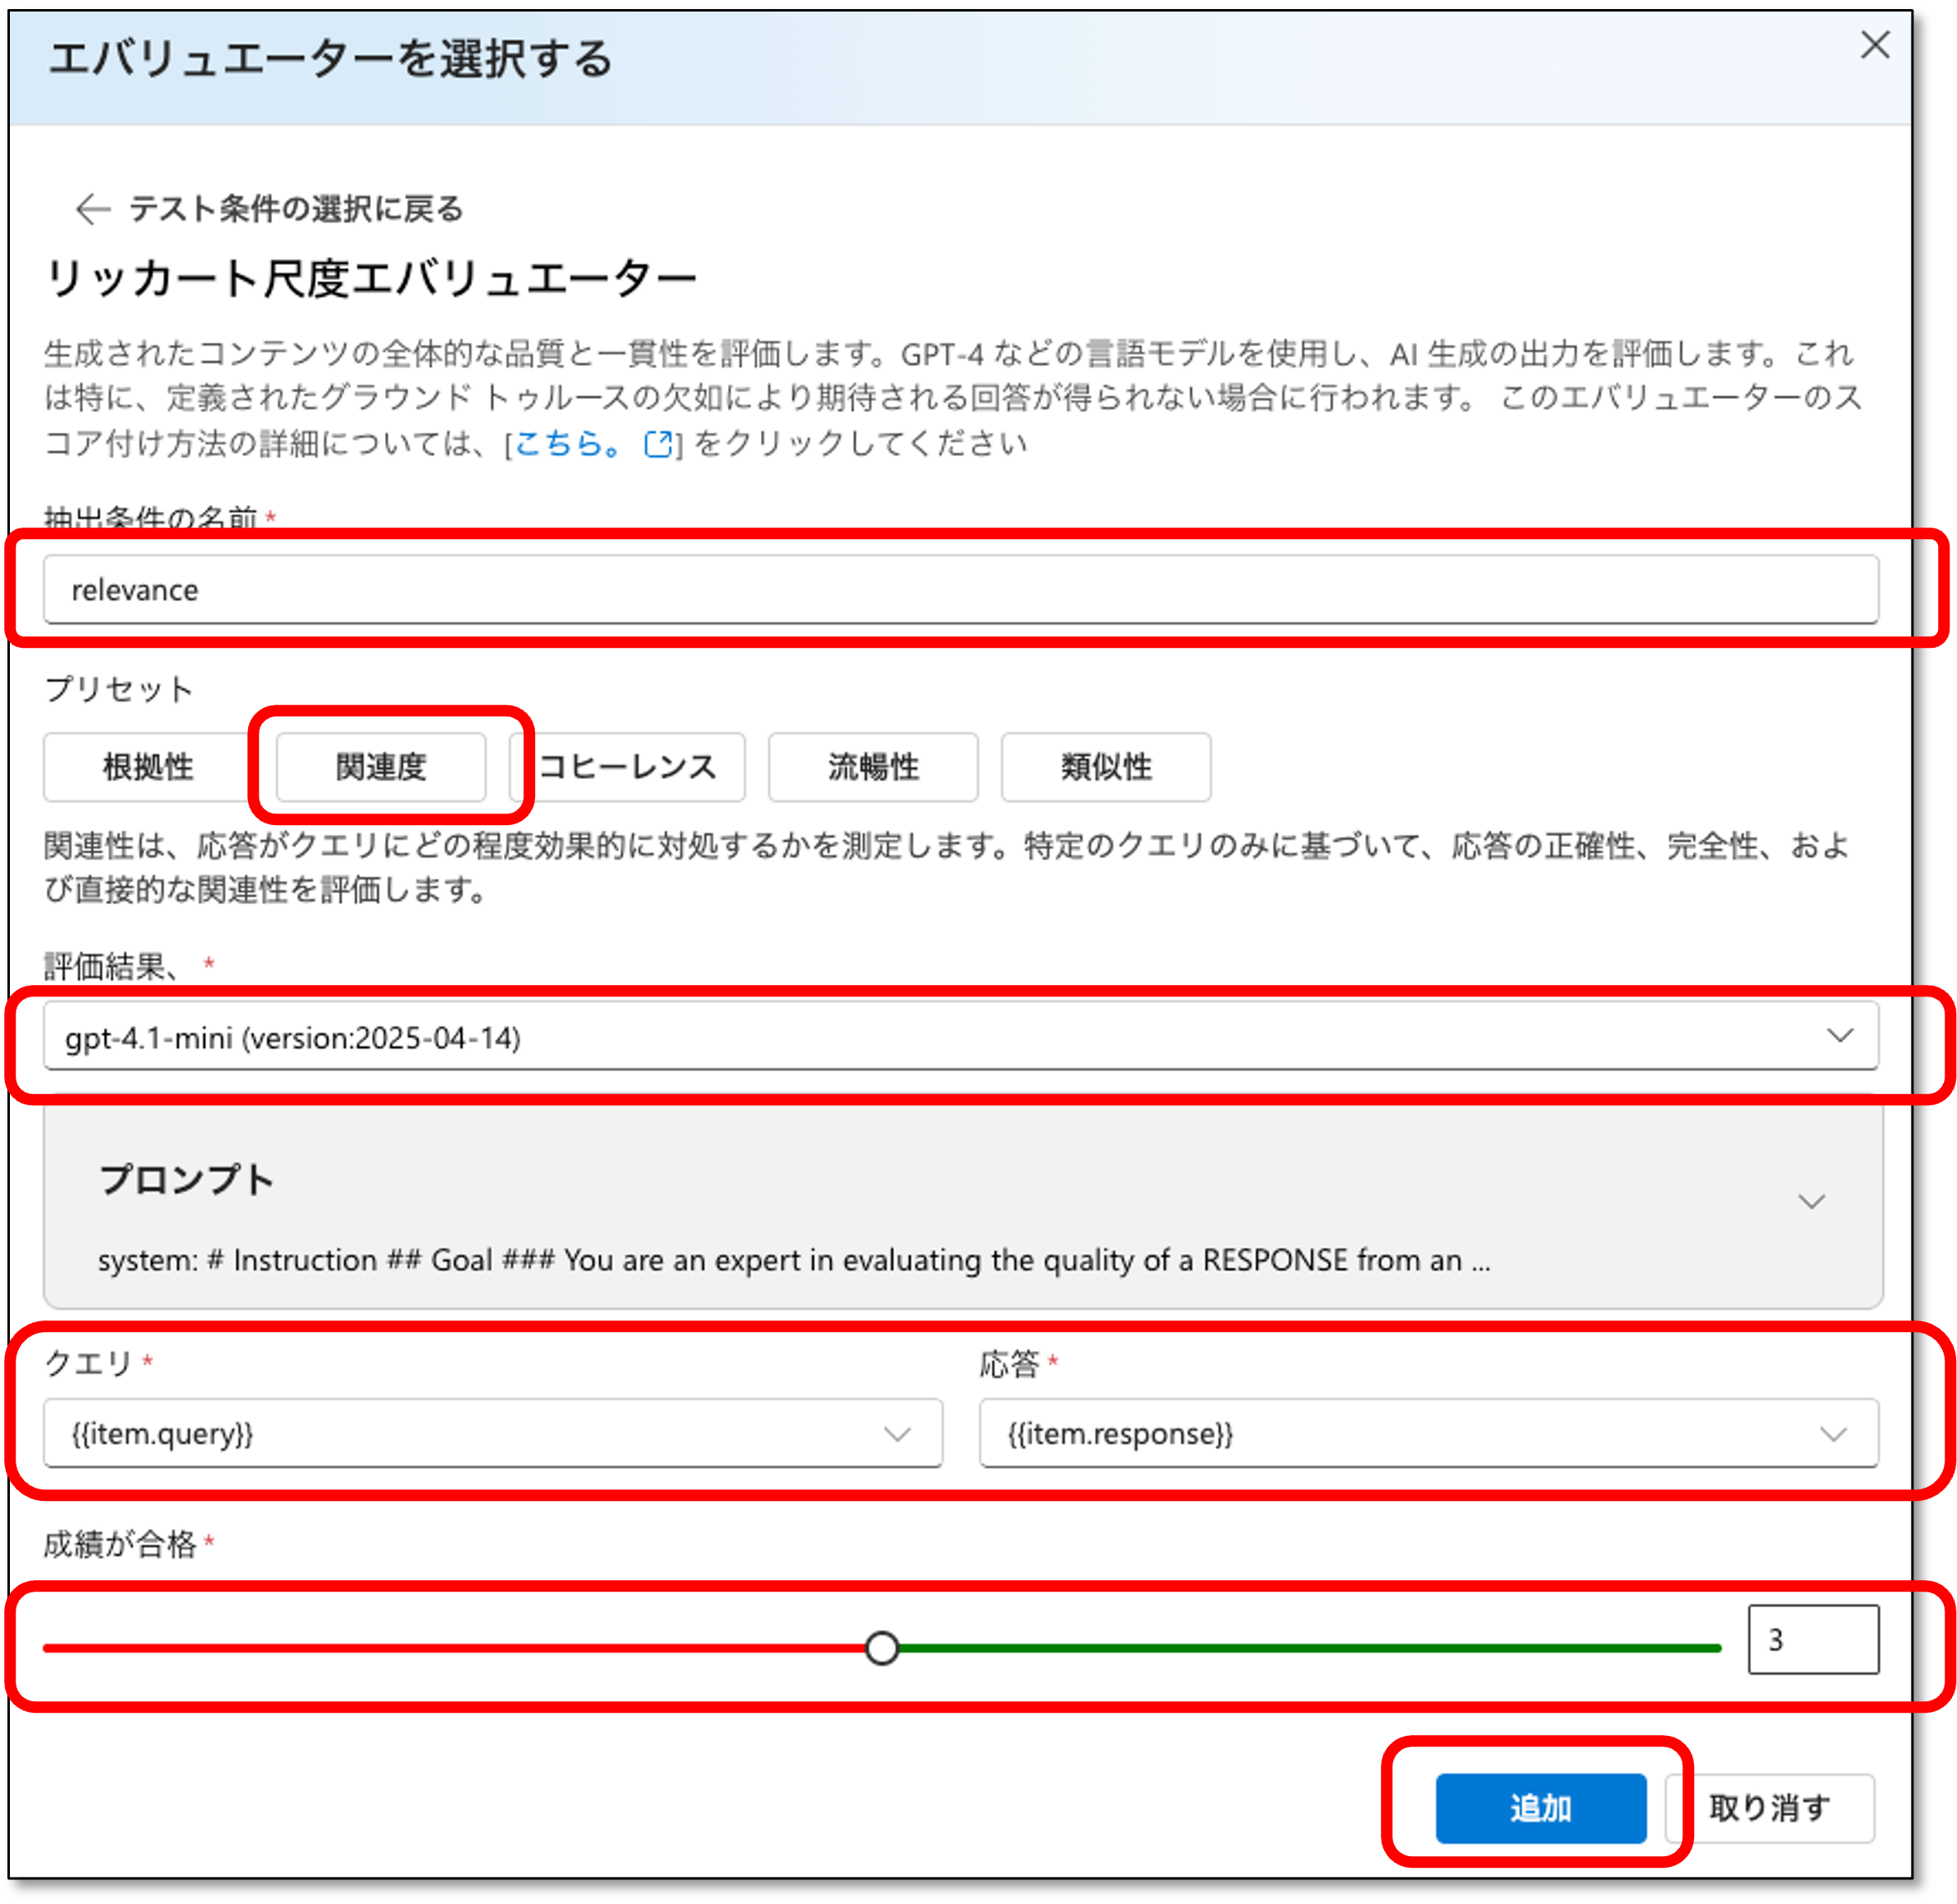 エバリュエーターを選択する
テスト条件の選択に戻る
リッカート尺度エバリュエーター
生成されたコンテンツの全体的な品質と一貫性を評価します。GPT-4 などの言語モデルを使用し、AI 生成の出力を評価します。これ
は特に、定義されたグラウンド トゥルースの欠如により期待される回答が得られない場合に行われます。 このエバリュエーターのス
コア付け方法の詳細については、[こちら。] をクリックしてください
抽出条件の名前 *
relevance
プリセット
根拠性 関連度 コヒーレンス 流暢性 類似性
関連性は、応答がクエリにどの程度効果的に対処するかを測定します。特定のクエリのみに基づいて、応答の正確性、完全性、およ
び直接的な関連性を評価します。
評価結果、 *
gpt-4.1-mini (version:2025-04-14)
プロンプト
system: # Instruction ## Goal ### You are an expert in evaluating the quality of a RESPONSE from an ...
クエリ * 応答 *
{{item.query}} {{item.response}}
成績が合格 *
3
追加 取り消す